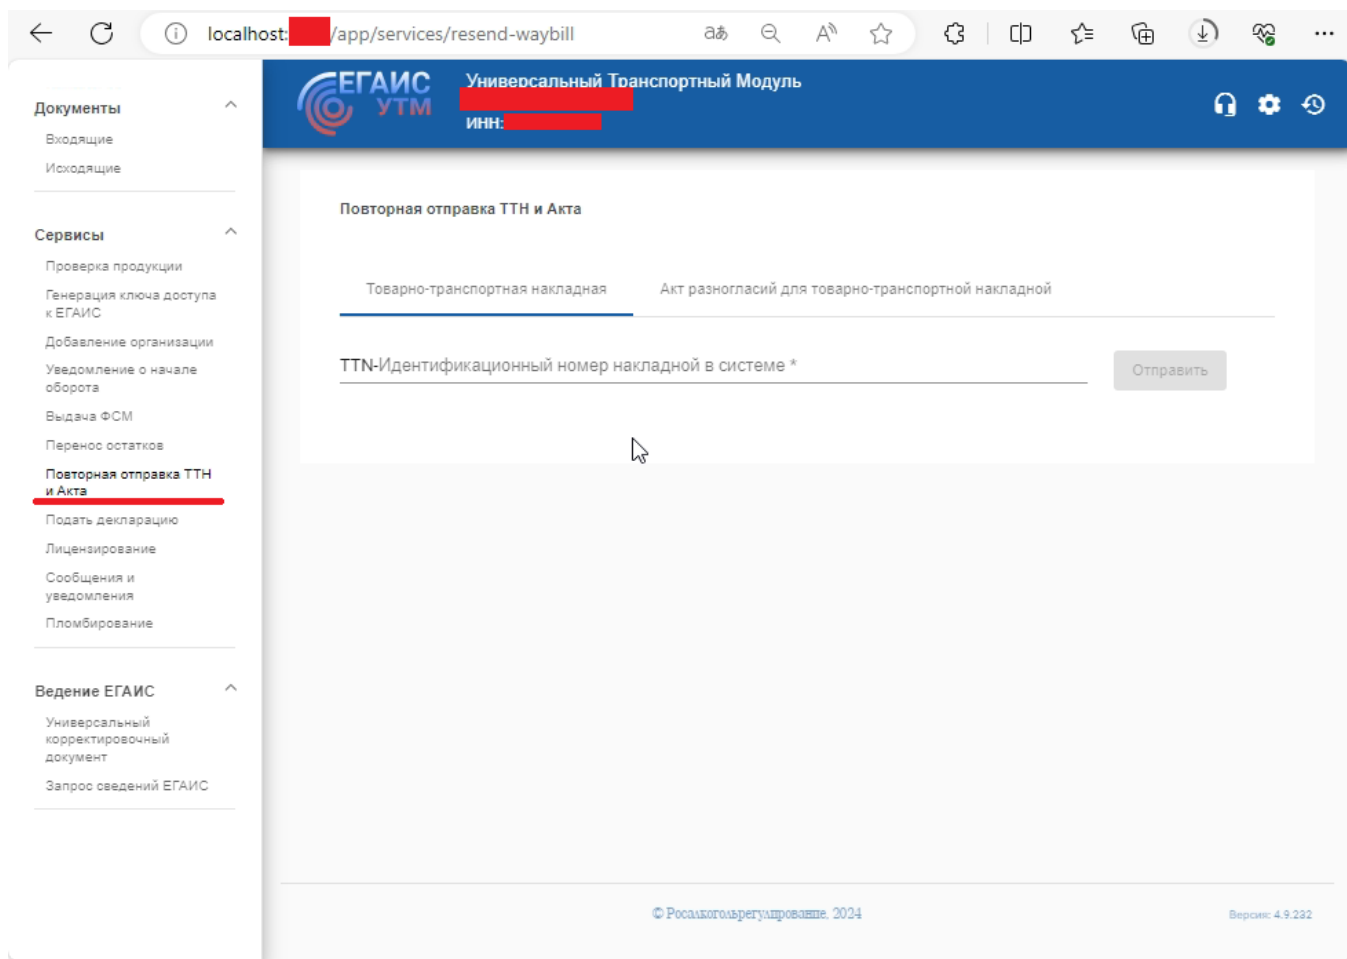 localhost: /app/services/resend-waybill
Документы
Входящие
Исходящие
Сервисы
Проверка продукции
Генерация ключа доступа
к ЕГАИС
Добавление организации
Уведомление о начале
оборота
Выдача ФСМ
Перенос остатков
Повторная отправка ТТН
и Акта
Подать декларацию
Лицензирование
Сообщения и
уведомления
Пломбирование
Ведение ЕГАИС
Универсальный
корректировочный
документ
Запрос сведений ЕГАИС
ЕГАИС
УТМ
Универсальный Транспортный Модуль
ИНН:
Повторная отправка ТТН и Акта
Товарно-транспортная накладная
Акт разногласий для товарно-транспортной накладной
TTN-Идентификационный номер накладной в системе *
Отправить
© Росалкогольрегулирование, 2024
Версия: 4.9.232